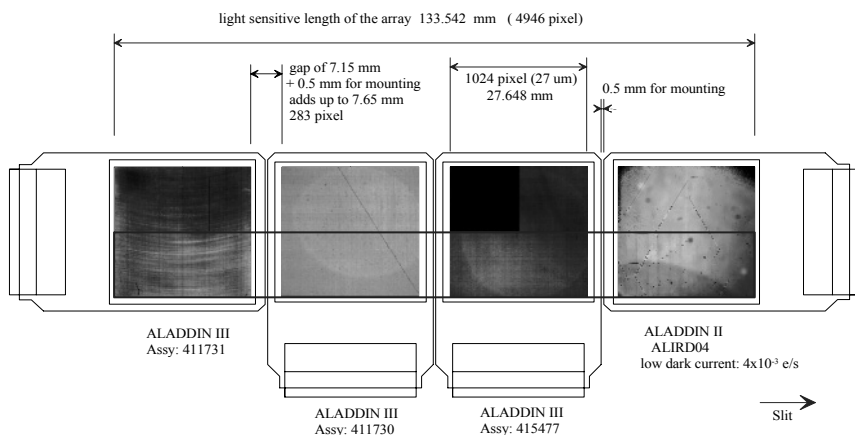 light sensitive length of the array 133.542 mm ( 4946 pixel)
gap of 7.15 mm
+ 0.5 mm for mounting
adds up to 7.65 mm
283 pixel
1024 pixel (27 um)
27.648 mm
0.5 mm for mounting
ALADDIN III
Assy: 411731
ALADDIN II
ALIRD04
low dark current: 4x10⁻³ e/s
ALADDIN III
Assy: 411730
ALADDIN III
Assy: 415477
Slit